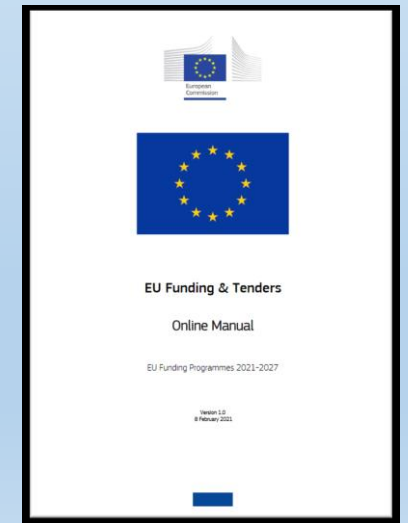 European
Commission
EU Funding & Tenders
Online Manual
EU Funding Programmes 2021-2027
Version 1.0
8 February 2021